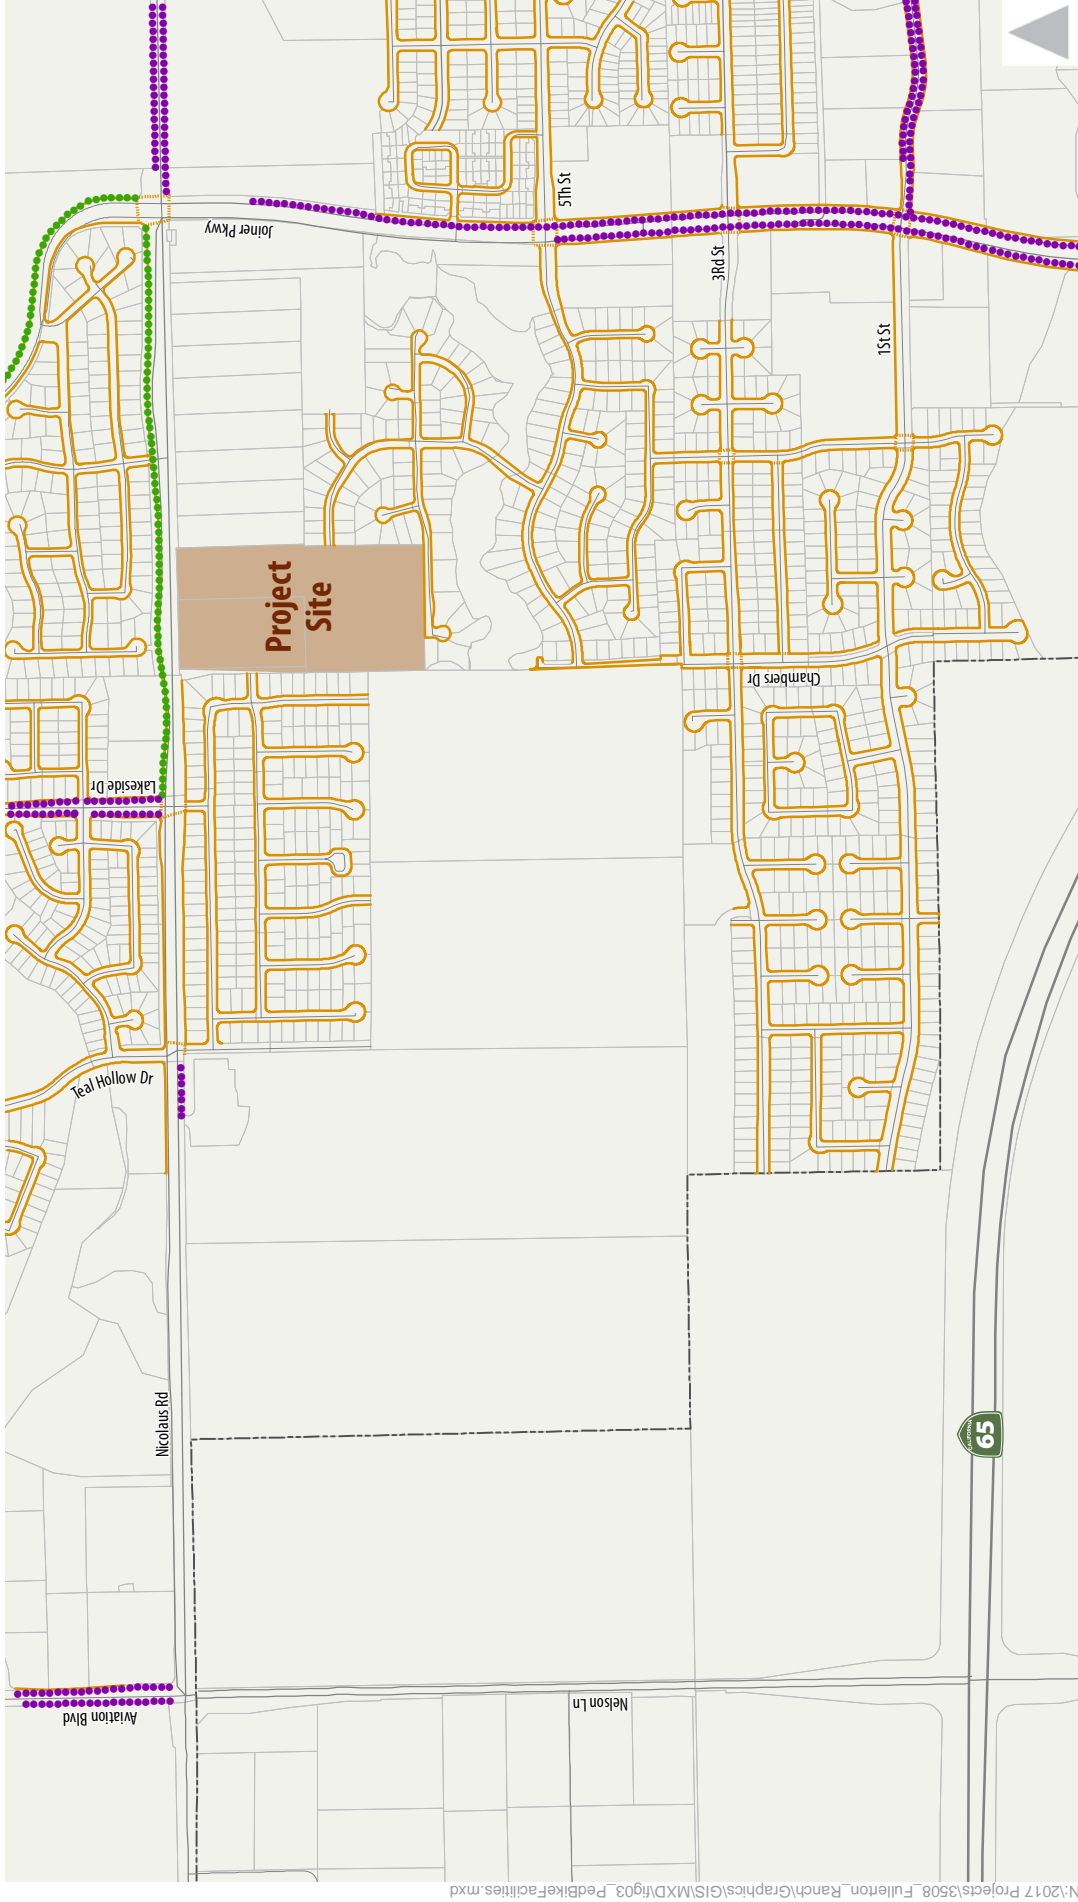 5Th St
Joiner Pkwy
3Rd St
1St St
Project
Site
Chambers Dr
Lakeside Dr
Teal Hollow Dr
Nicolaus Rd
CALIFORNIA
65
Nelson Ln
Aviation Blvd
N:\2017 Projects\3508_Fullerton_Ranch\Graphics\GIS\MXD\fig03_PedBikeFacilities.mxd